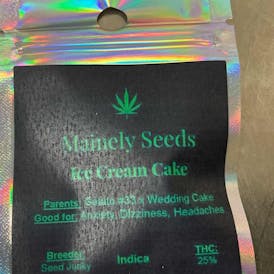 Mainely Seeds
Ice Cream Cake
Parents: Gelato #33 x Wedding Cake
Good for: Anxiety, Dizziness, Headaches
Breeder:
Seed Junky
Indica
THC:
25%